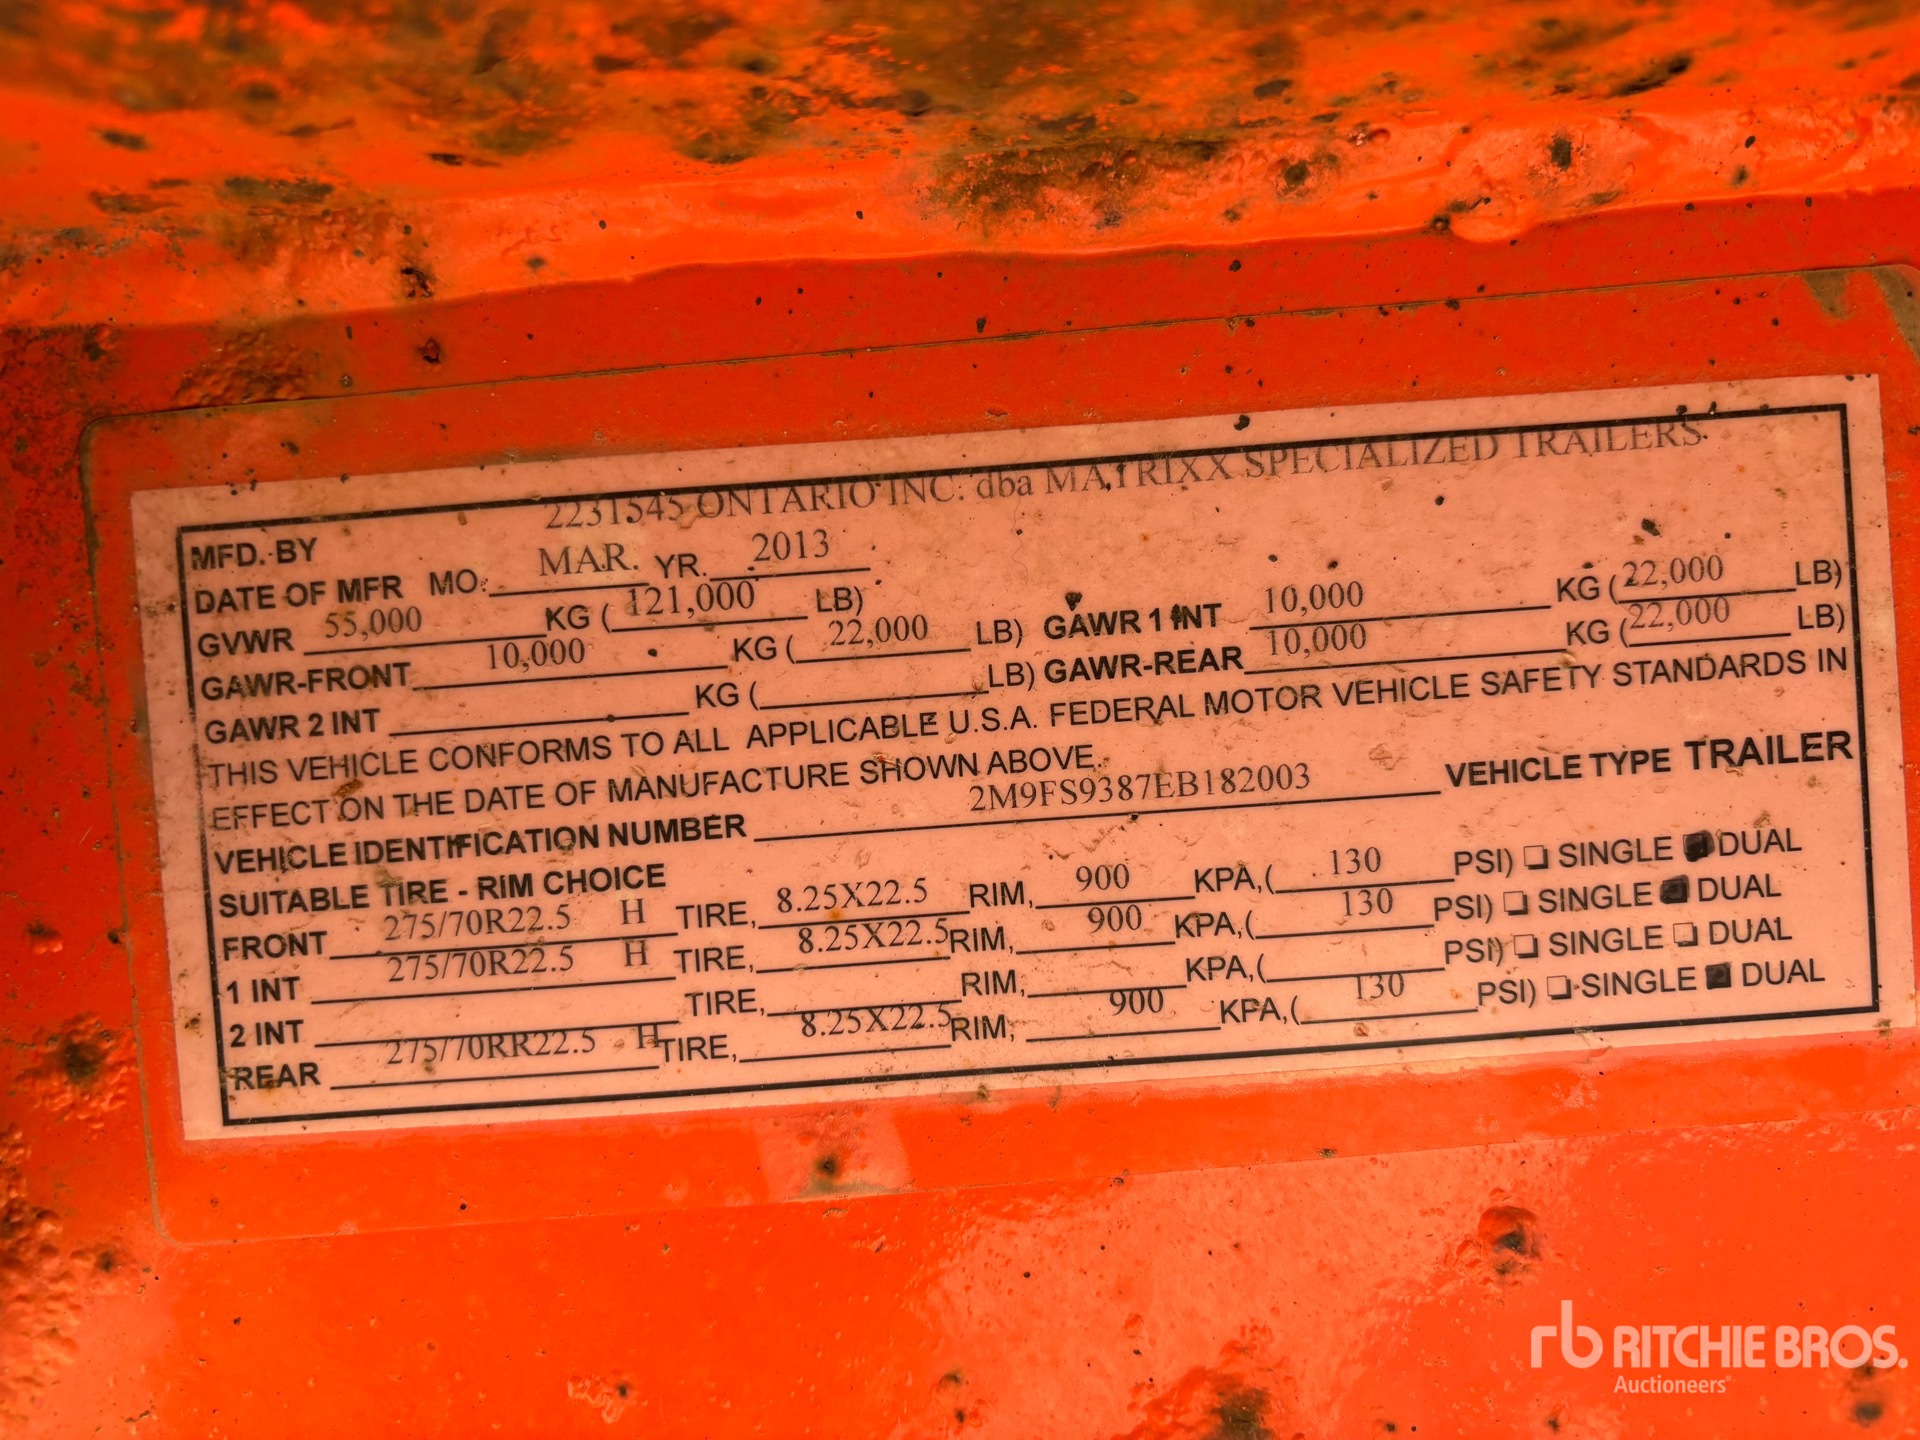 2231545 ONTARIO INC. dba MATRIXX SPECIALIZED TRAILERS
MFD. BY
DATE OF MFR MO. MAR. YR. 2013
GVWR 55,000 KG ( 121,000 LB) GAWR 1 INT 10,000 KG ( 22,000 LB)
GAWR-FRONT 10,000 KG ( 22,000 LB) GAWR-REAR 10,000 KG ( 22,000 LB)
GAWR 2 INT KG ( LB)
THIS VEHICLE CONFORMS TO ALL APPLICABLE U.S.A. FEDERAL MOTOR VEHICLE SAFETY STANDARDS IN
EFFECT ON THE DATE OF MANUFACTURE SHOWN ABOVE.
VEHICLE IDENTIFICATION NUMBER 2M9FS9387EB182003 VEHICLE TYPE TRAILER
SUITABLE TIRE - RIM CHOICE
FRONT 275/70R22.5 H TIRE, 8.25X22.5 RIM, 900 KPA,( 130 PSI) ❏ SINGLE ■ DUAL
1 INT 275/70R22.5 H TIRE, 8.25X22.5 RIM, 900 KPA,( 130 PSI) ❏ SINGLE ■ DUAL
2 INT TIRE, RIM, KPA,( PSI) ❏ SINGLE ❏ DUAL
REAR 275/70RR22.5 H TIRE, 8.25X22.5 RIM, 900 KPA,( 130 PSI) ❏ SINGLE ■ DUAL
rb RITCHIE BROS.
Auctioneers